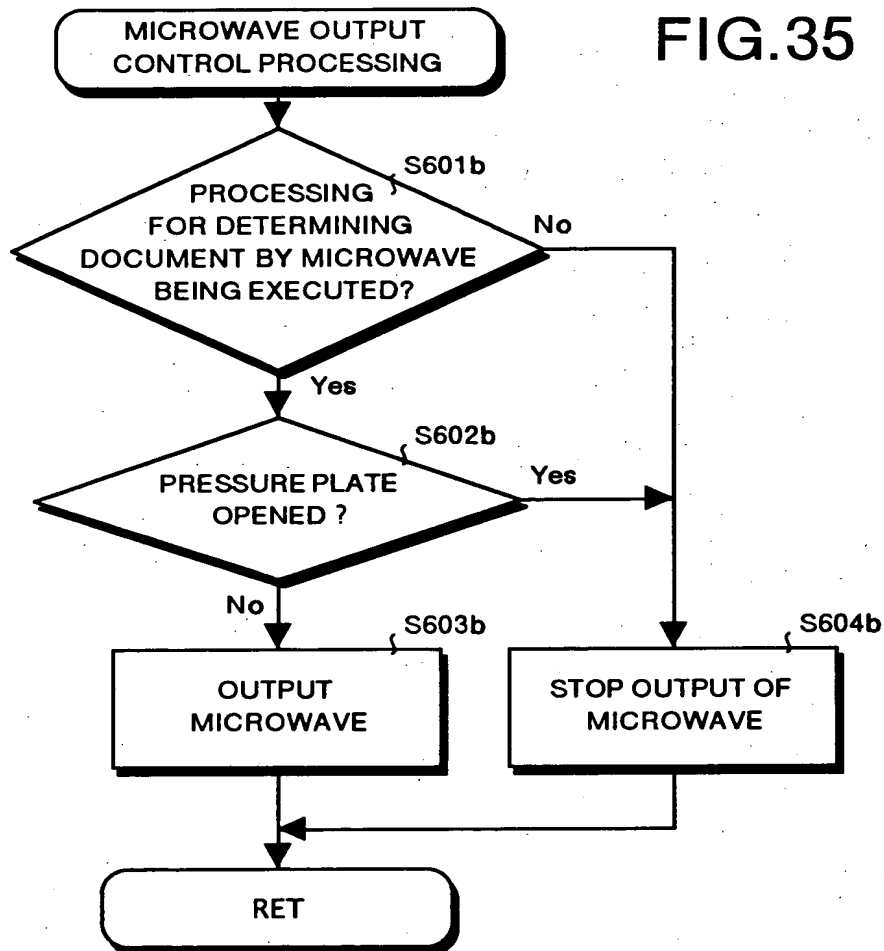 FIG.35
MICROWAVE OUTPUT
CONTROL PROCESSING
S601b
PROCESSING
FOR DETERMINING
DOCUMENT BY MICROWAVE
BEING EXECUTED?
No
Yes
S602b
PRESSURE PLATE
OPENED ?
Yes
No
S603b
OUTPUT
MICROWAVE
S604b
STOP OUTPUT OF
MICROWAVE
RET